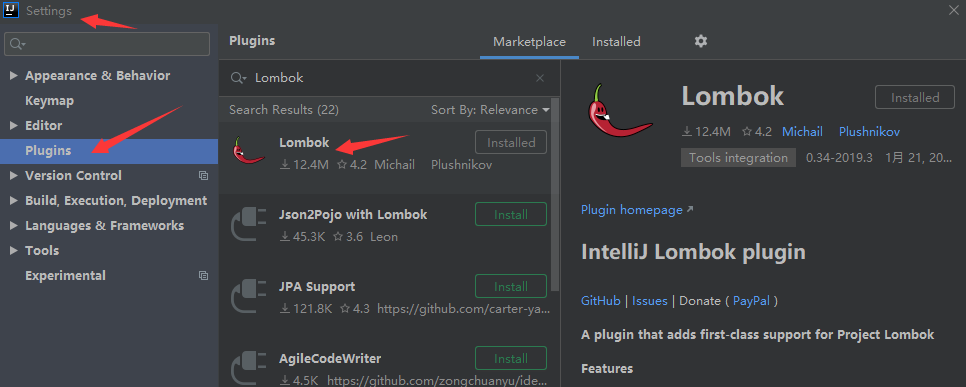 IJ Settings
Plugins
Marketplace Installed
Lombok
Search Results (22) Sort By: Relevance
Appearance & Behavior
Keymap
Editor
Plugins
Version Control
Build, Execution, Deployment
Languages & Frameworks
Tools
Experimental
Lombok Installed
12.4M 4.2 Michail Plushnikov
Json2Pojo with Lombok Install
45.3K 3.6 Leon
JPA Support Install
121.8K 4.3 https://github.com/carter-ya...
AgileCodeWriter Install
4.5K https://github.com/zongchuanyu/ide...
Lombok Installed
12.4M 4.2 Michail Plushnikov
Tools integration 0.34-2019.3 1月 21, 20...
Plugin homepage
IntelliJ Lombok plugin
GitHub | Issues | Donate ( PayPal )
A plugin that adds first-class support for Project Lombok
Features